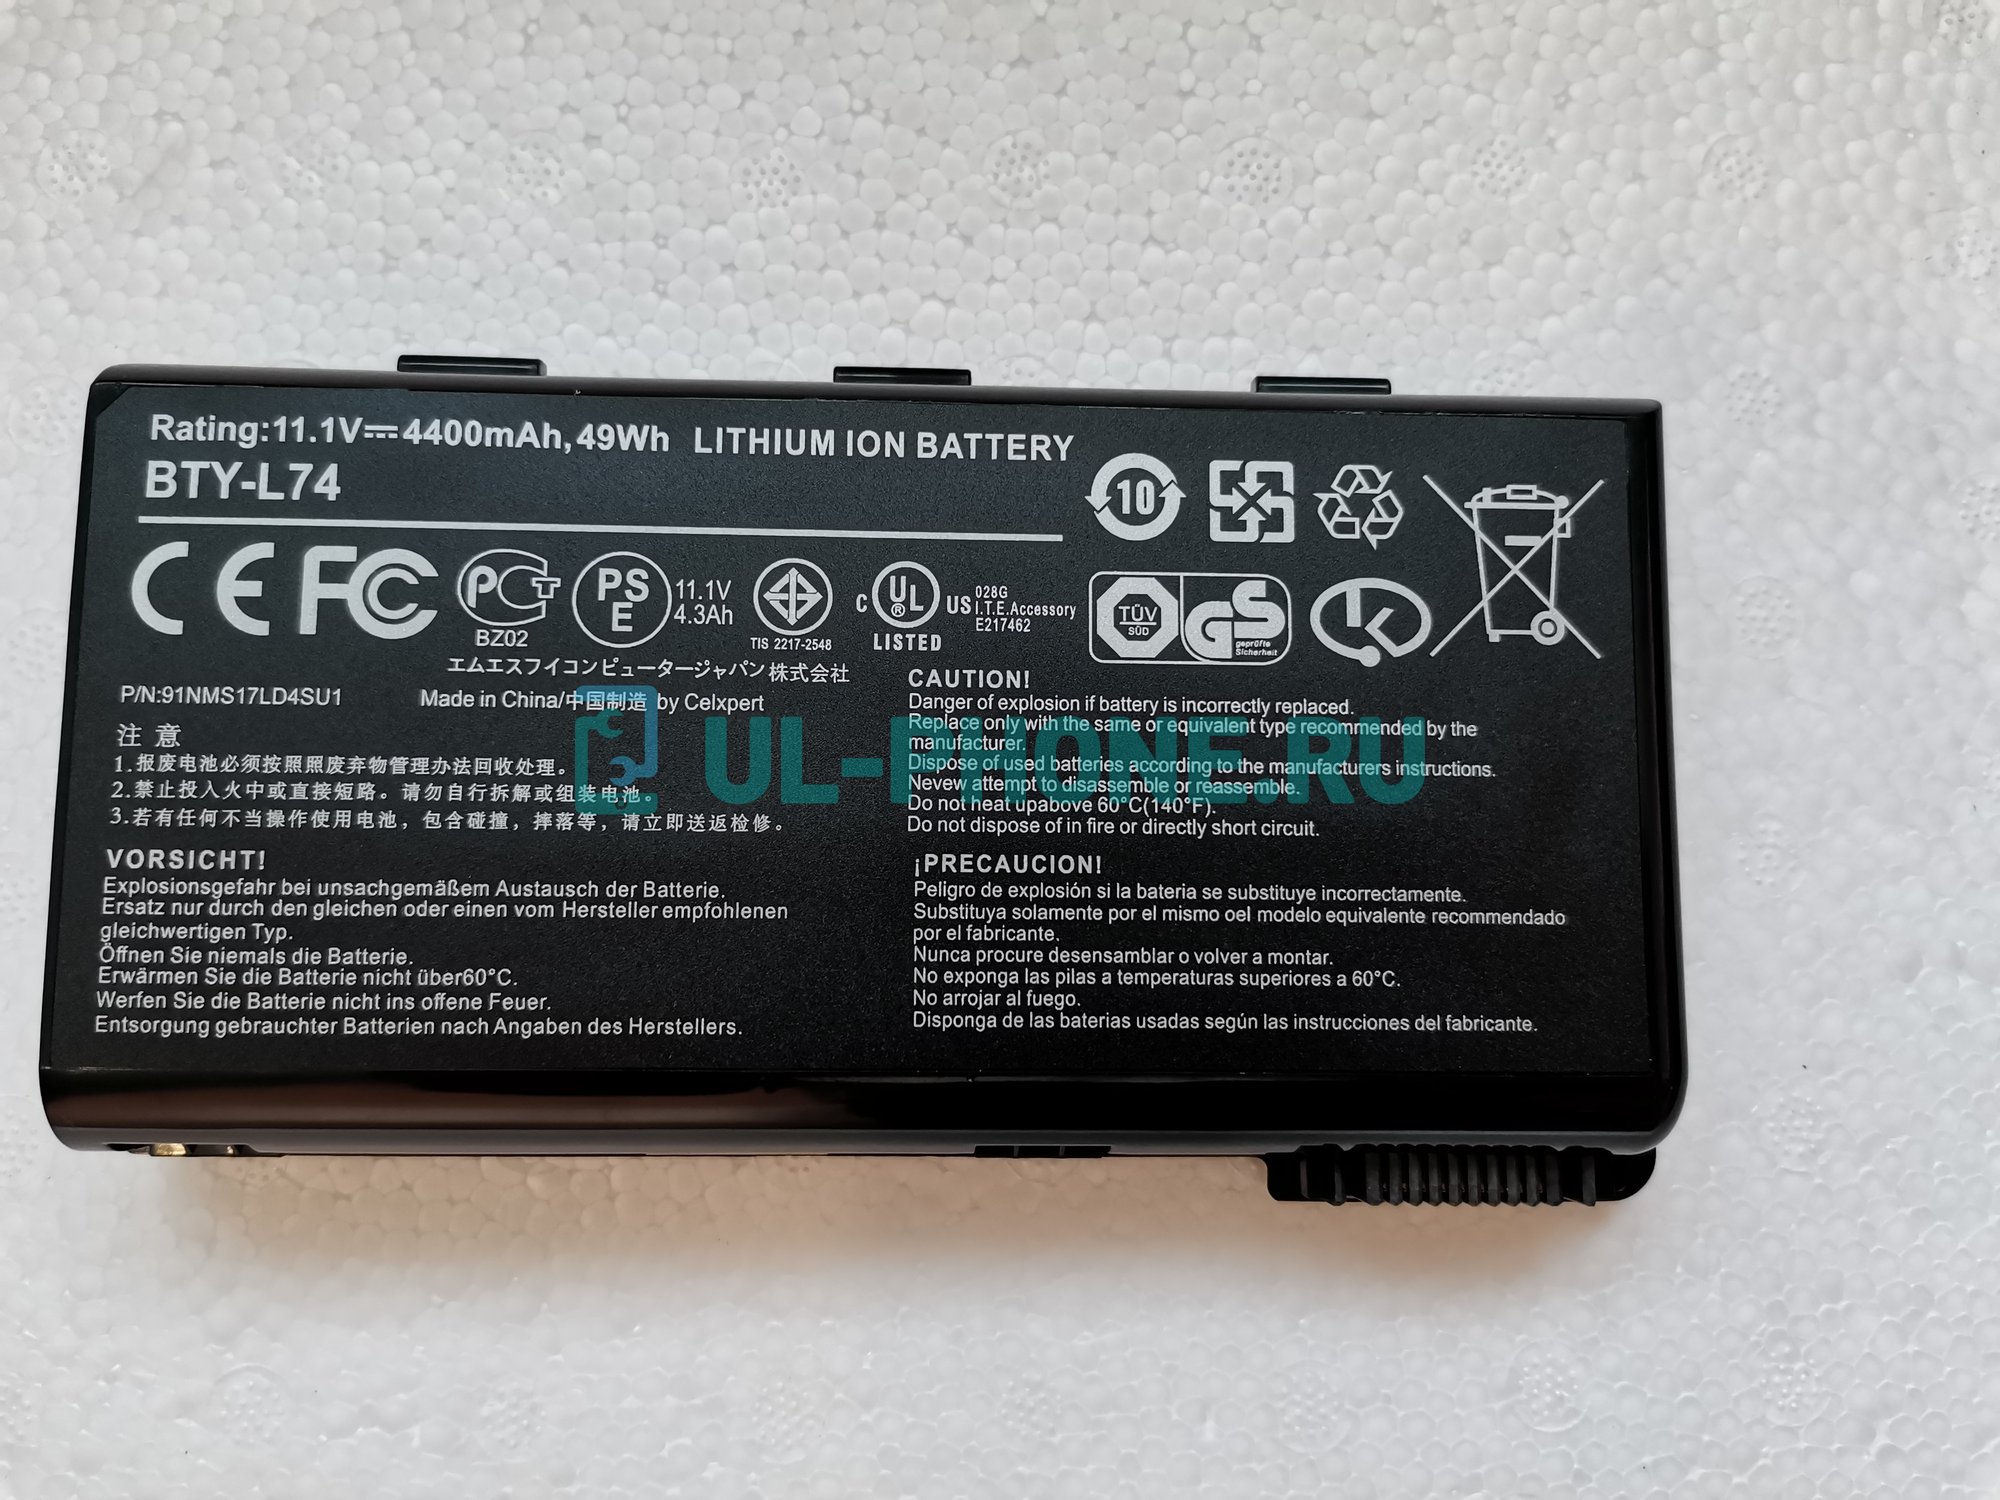 Rating:11.1V⎓4400mAh,49Wh LITHIUM ION BATTERY
BTY-L74
10
CE FC PCT BZ02
PSE 11.1V 4.3Ah
TIS 2217-2548
C UL ® US LISTED
028G
I.T.E.Accessory
E217462
TÜV SÜD
GS geprüfte Sicherheit
K
エムエスフイコンピュータージャパン 株式会社
P/N:91NMS17LD4SU1 Made in China/中国制造 by Celxpert
注 意
1.报废电池必须按照照废弃物管理办法回收处理。
2.禁止投入火中或直接短路。请勿自行拆解或组装电池。
3.若有任何不当操作使用电池，包含碰撞，摔落等，请立即送返检修。
VORSICHT!
Explosionsgefahr bei unsachgemäßem Austausch der Batterie.
Ersatz nur durch den gleichen oder einen vom Hersteller empfohlenen
gleichwertigen Typ.
Öffnen Sie niemals die Batterie.
Erwärmen Sie die Batterie nicht über60°C.
Werfen Sie die Batterie nicht ins offene Feuer.
Entsorgung gebrauchter Batterien nach Angaben des Herstellers.
CAUTION!
Danger of explosion if battery is incorrectly replaced.
Replace only with the same or equivalent type recommended by the
manufacturer.
Dispose of used batteries according to the manufacturers instructions.
Nevew attempt to disassemble or reassemble.
Do not heat upabove 60°C(140°F).
Do not dispose of in fire or directly short circuit.
¡PRECAUCION!
Peligro de explosión si la bateria se substituye incorrectamente.
Substituya solamente por el mismo oel modelo equivalente recommendado
por el fabricante.
Nunca procure desensamblar o volver a montar.
No exponga las pilas a temperaturas superiores a 60°C.
No arrojar al fuego.
Disponga de las baterias usadas según las instrucciones del fabricante.
UL-PHONE.RU